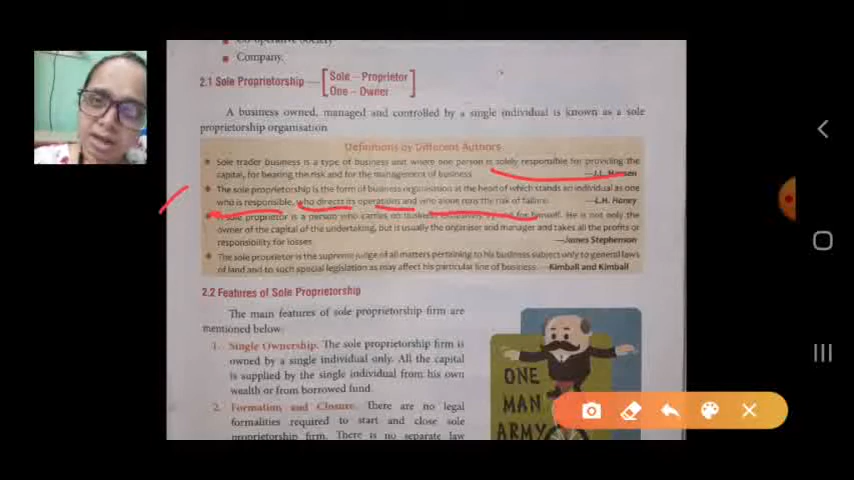 Co-operative Society
Company.
2.1 Sole Proprietorship — [Sole – Proprietor
One – Owner]
A business owned, managed and controlled by a single individual is known as a sole
proprietorship organisation
Definitions by Different Authors
Sole trader business is a type of business unit where one person is solely responsible for providing the
capital, for bearing the risk and for the management of business —J.L. Hansen
The sole proprietorship is the form of business organisation at the head of which stands an individual as one
who is responsible, who directs its operations and who alone runs the risk of failure. —L.H. Haney
A sole proprietor is a person who carries on business exclusively by and for himself. He is not only the
owner of the capital of the undertaking, but is usually the organiser and manager and takes all the profits or
responsibility for losses —James Stephenson
The sole proprietor is the supreme judge of all matters pertaining to his business subject only to general laws
of land and to such special legislation as may affect his particular line of business. —Kimball and Kimball
2.2 Features of Sole Proprietorship
The main features of sole proprietorship firm are
mentioned below
1. Single Ownership. The sole proprietorship firm is
owned by a single individual only. All the capital
is supplied by the single individual from his own
wealth or from borrowed fund.
2. Formation and Closure. There are no legal
formalities required to start and close sole
proprietorship firm. There is no separate law
ONE
MAN
ARMY